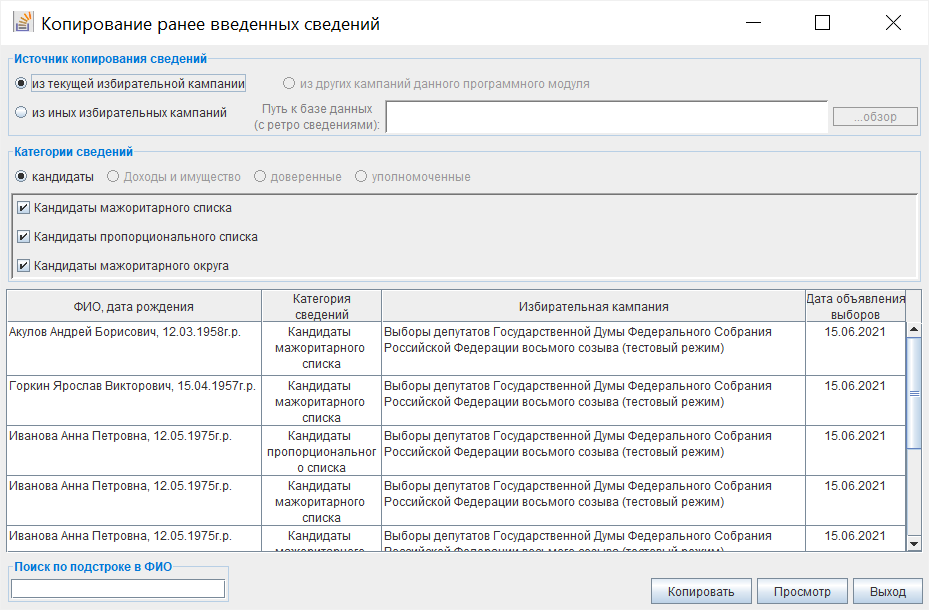 Копирование ранее введенных сведений
Источник копирования сведений
из текущей избирательной кампании
из других кампаний данного программного модуля
из иных избирательных кампаний
Путь к базе данных
(с ретро сведениями):
...обзор
Категории сведений
кандидаты
Доходы и имущество
доверенные
уполномоченные
Кандидаты мажоритарного списка
Кандидаты пропорционального списка
Кандидаты мажоритарного округа
ФИО, дата рождения
Категория
сведений
Избирательная кампания
Дата объявления
выборов
Акулов Андрей Борисович, 12.03.1958г.р.
Кандидаты
мажоритарного
списка
Выборы депутатов Государственной Думы Федерального Собрания
Российской Федерации восьмого созыва (тестовый режим)
15.06.2021
Горкин Ярослав Викторович, 15.04.1957г.р.
Кандидаты
мажоритарного
списка
Выборы депутатов Государственной Думы Федерального Собрания
Российской Федерации восьмого созыва (тестовый режим)
15.06.2021
Иванова Анна Петровна, 12.05.1975г.р.
Кандидаты
пропорциональног
о списка
Выборы депутатов Государственной Думы Федерального Собрания
Российской Федерации восьмого созыва (тестовый режим)
15.06.2021
Иванова Анна Петровна, 12.05.1975г.р.
Кандидаты
мажоритарного
списка
Выборы депутатов Государственной Думы Федерального Собрания
Российской Федерации восьмого созыва (тестовый режим)
15.06.2021
Иванова Анна Петровна, 12.05.1975г.р.
Кандидаты
мажоритарного
Выборы депутатов Государственной Думы Федерального Собрания
Российской Федерации восьмого созыва (тестовый режим)
15.06.2021
Поиск по подстроке в ФИО
Копировать
Просмотр
Выход